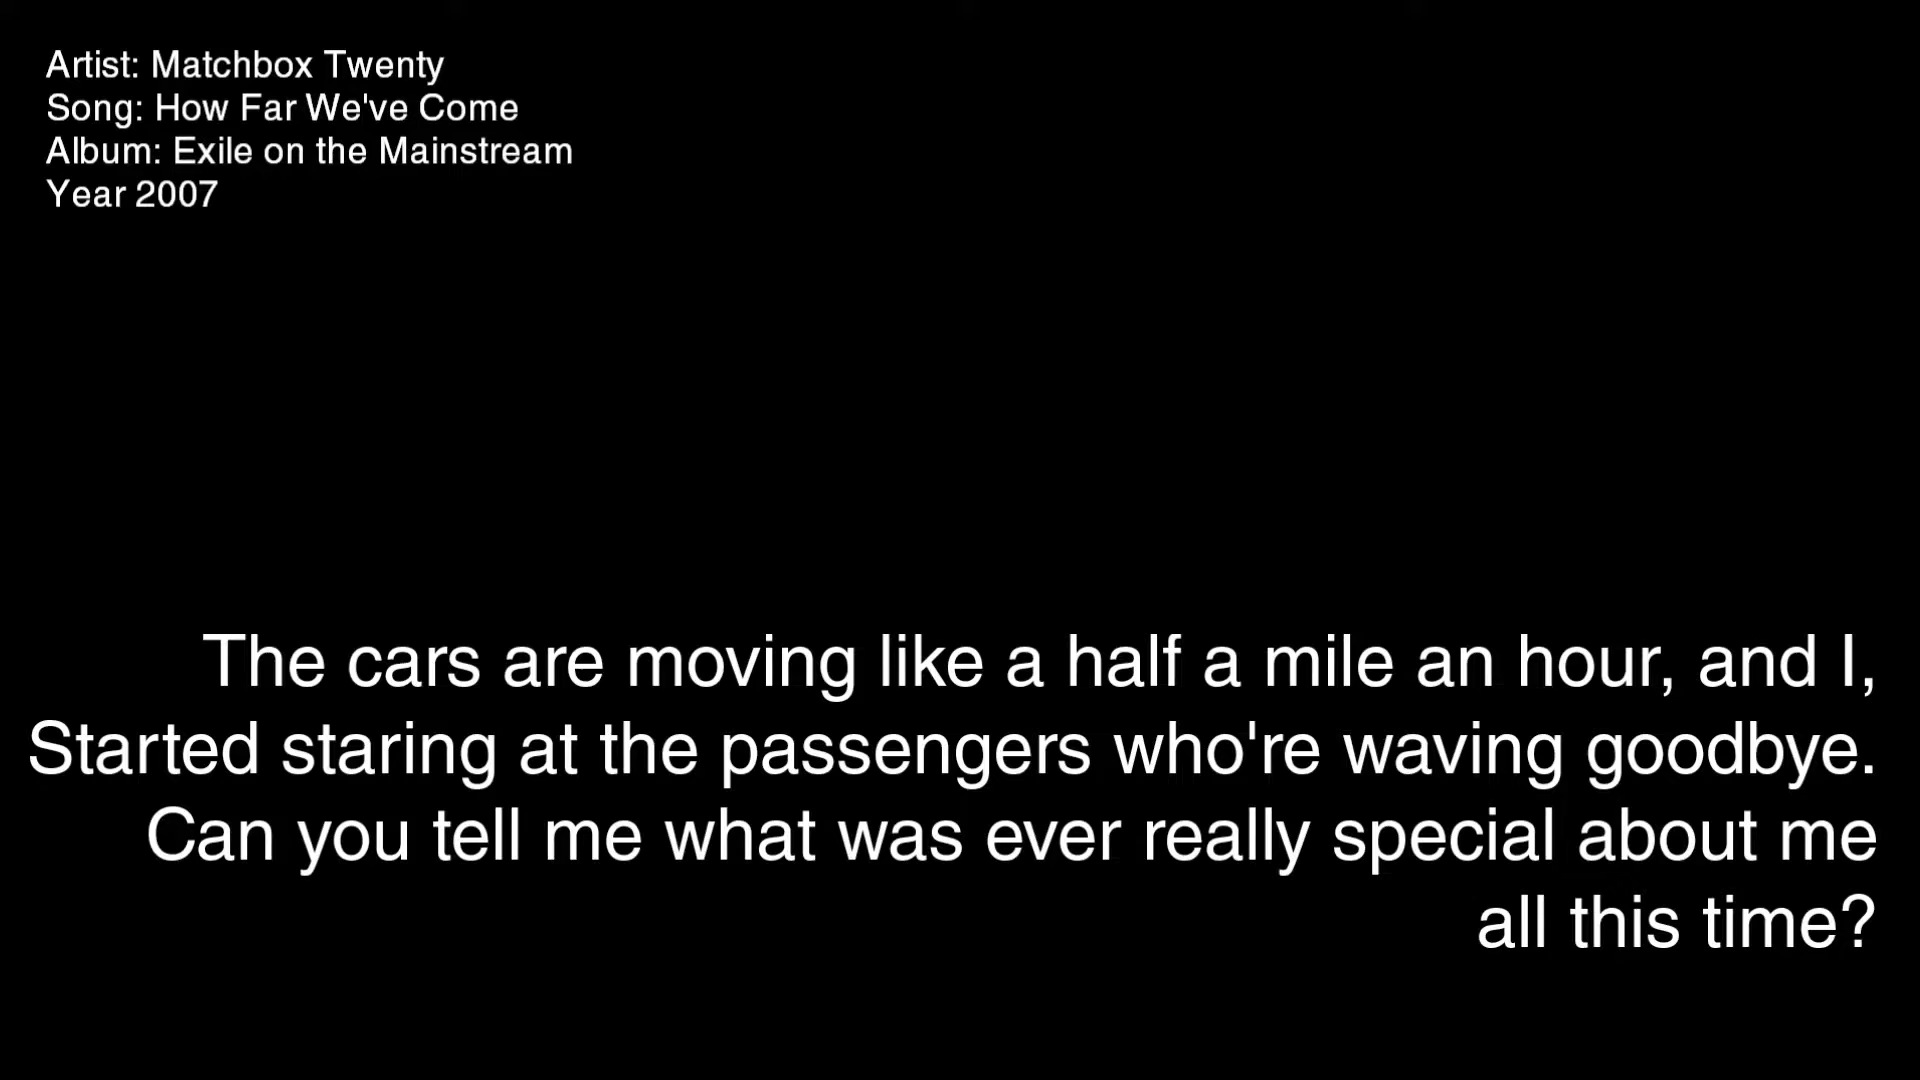 Artist: Matchbox Twenty
Song: How Far We've Come
Album: Exile on the Mainstream
Year 2007
The cars are moving like a half a mile an hour, and I,
Started staring at the passengers who're waving goodbye.
Can you tell me what was ever really special about me
all this time?